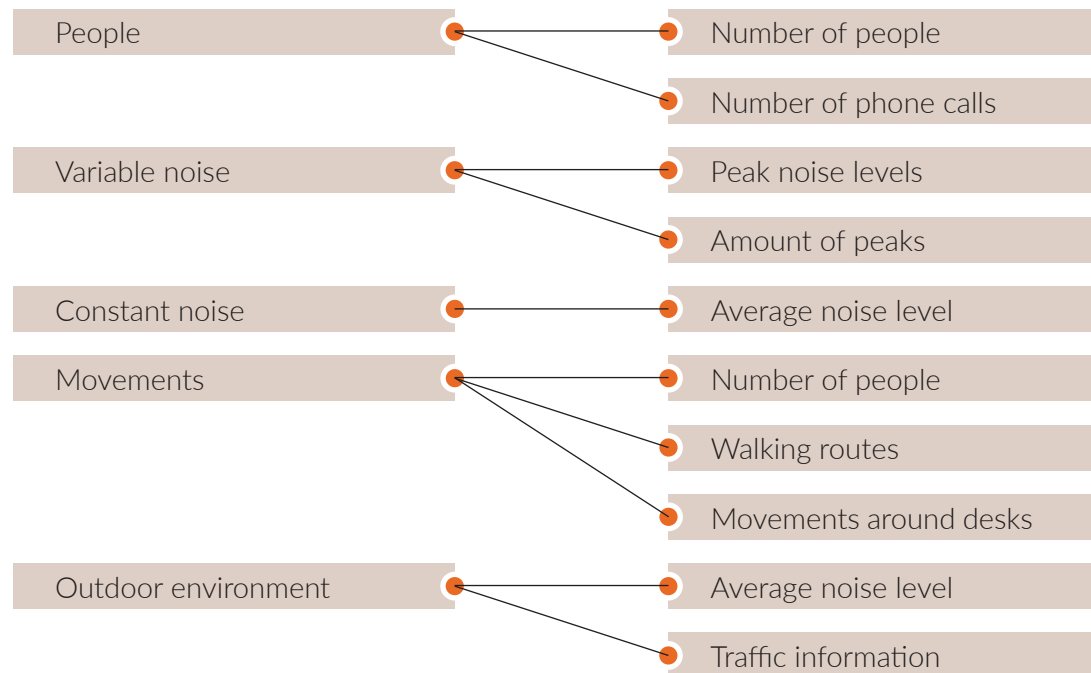 People
Number of people
Number of phone calls
Variable noise
Peak noise levels
Amount of peaks
Constant noise
Average noise level
Movements
Number of people
Walking routes
Movements around desks
Outdoor environment
Average noise level
Traffic information